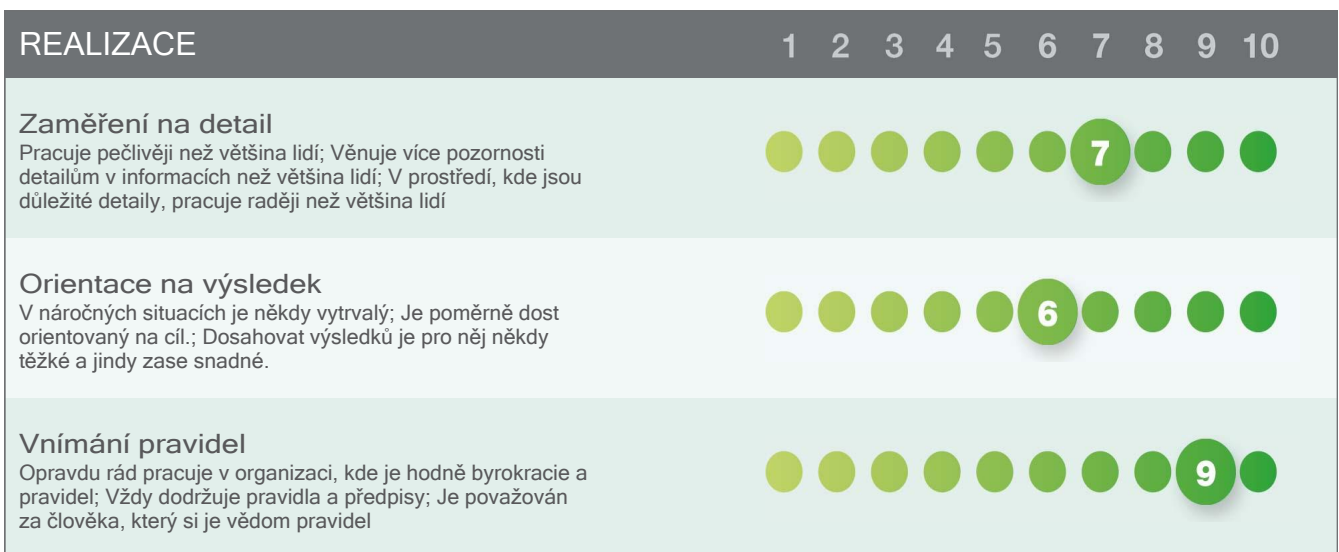 REALIZACE 1 2 3 4 5 6 7 8 9 10
Zaměření na detail
Pracuje pečlivěji než většina lidí; Věnuje více pozornosti
detailům v informacích než většina lidí; V prostředí, kde jsou
důležité detaily, pracuje raději než většina lidí
7
Orientace na výsledek
V náročných situacích je někdy vytrvalý; Je poměrně dost
orientovaný na cíl.; Dosahovat výsledků je pro něj někdy
těžké a jindy zase snadné.
6
Vnímání pravidel
Opravdu rád pracuje v organizaci, kde je hodně byrokracie a
pravidel; Vždy dodržuje pravidla a předpisy; Je považován
za člověka, který si je vědom pravidel
9